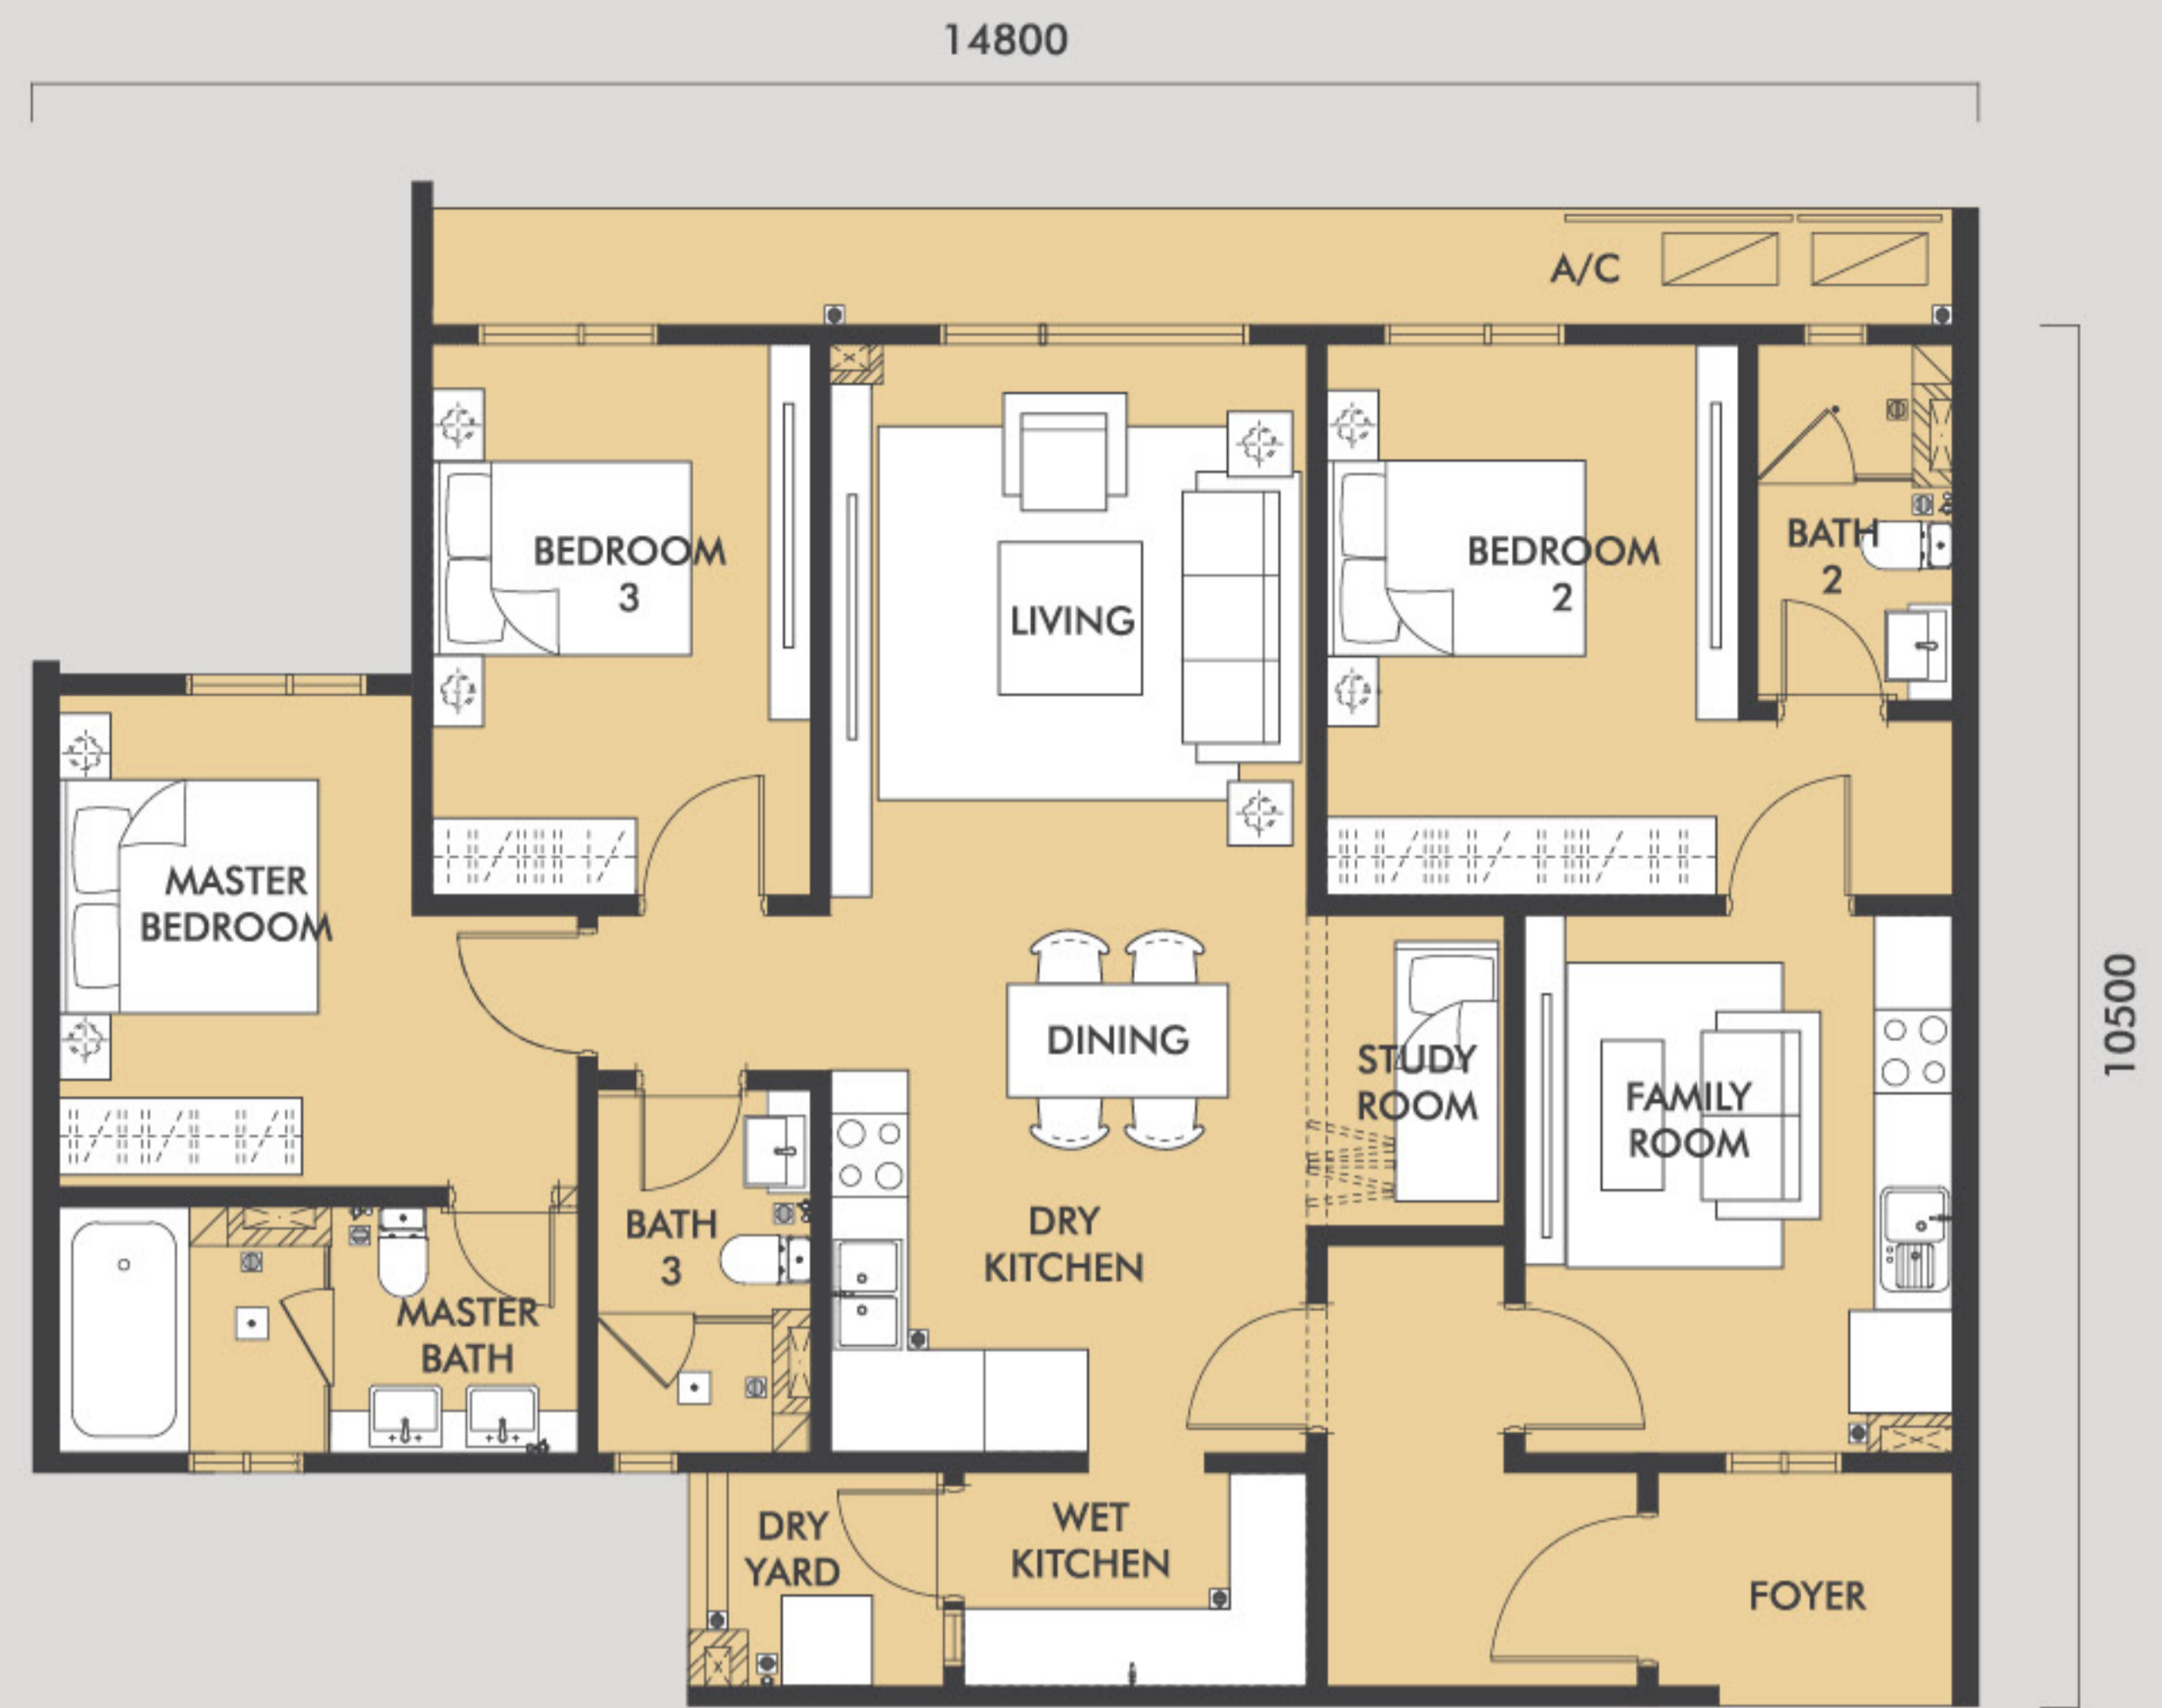 14800
A/C
BEDROOM
3
LIVING
BEDROOM
2
BATH
2
MASTER
BEDROOM
DINING
STUDY
ROOM
FAMILY
ROOM
10500
BATH
3
DRY
KITCHEN
MASTER
BATH
DRY
YARD
WET
KITCHEN
FOYER